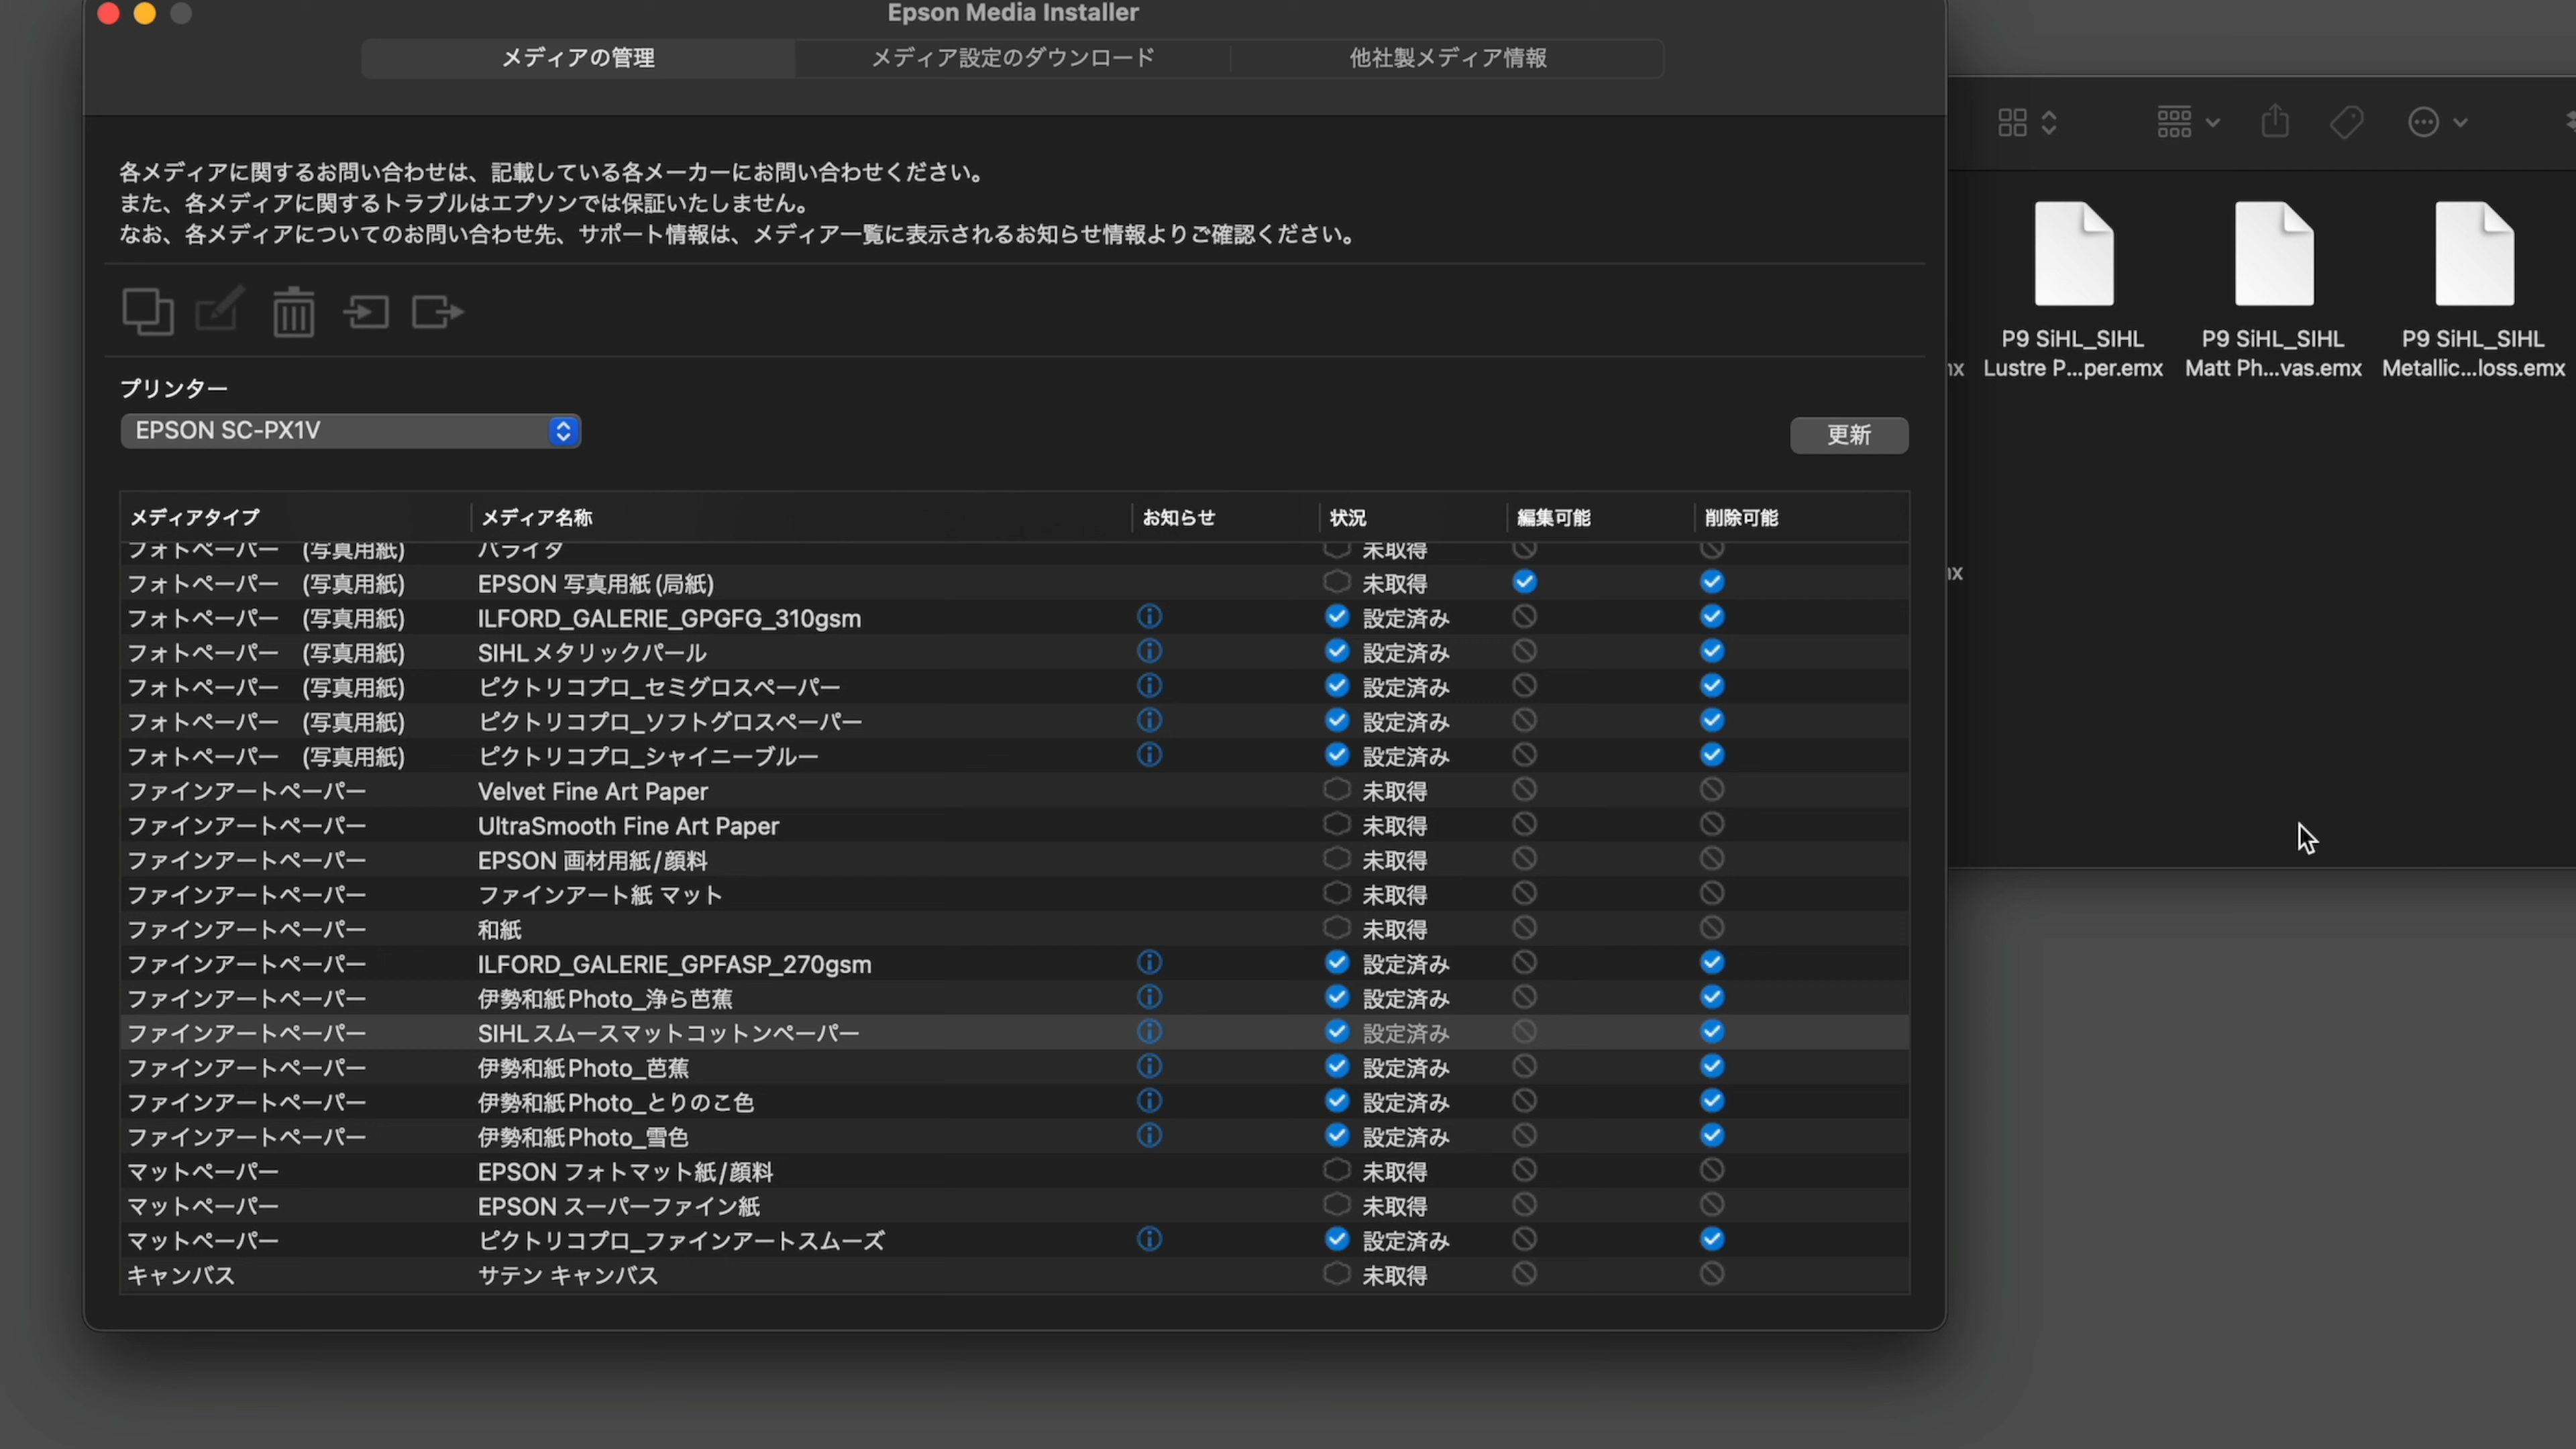 Epson Media Installer
メディアの管理 メディア設定のダウンロード 他社製メディア情報
各メディアに関するお問い合わせは、記載している各メーカーにお問い合わせください。
また、各メディアに関するトラブルはエプソンでは保証いたしません。
なお、各メディアについてのお問い合わせ先、サポート情報は、メディア一覧に表示されるお知らせ情報よりご確認ください。
プリンター
EPSON SC-PX1V
更新
メディアタイプ メディア名称 お知らせ 状況 編集可能 削除可能
フォトペーパー (写真用紙) バライタ 未取得
フォトペーパー (写真用紙) EPSON 写真用紙(局紙) 未取得
フォトペーパー (写真用紙) ILFORD_GALERIE_GPGFG_310gsm 設定済み
フォトペーパー (写真用紙) SIHLメタリックパール 設定済み
フォトペーパー (写真用紙) ピクトリコプロ_セミグロスペーパー 設定済み
フォトペーパー (写真用紙) ピクトリコプロ_ソフトグロスペーパー 設定済み
フォトペーパー (写真用紙) ピクトリコプロ_シャイニーブルー 設定済み
ファインアートペーパー Velvet Fine Art Paper 未取得
ファインアートペーパー UltraSmooth Fine Art Paper 未取得
ファインアートペーパー EPSON 画材用紙/顔料 未取得
ファインアートペーパー ファインアート紙 マット 未取得
ファインアートペーパー 和紙 未取得
ファインアートペーパー ILFORD_GALERIE_GPFASP_270gsm 設定済み
ファインアートペーパー 伊勢和紙Photo_浄ら芭蕉 設定済み
ファインアートペーパー SIHLスムースマットコットンペーパー 設定済み
ファインアートペーパー 伊勢和紙Photo_芭蕉 設定済み
ファインアートペーパー 伊勢和紙Photo_とりのこ色 設定済み
ファインアートペーパー 伊勢和紙Photo_雪色 設定済み
マットペーパー EPSON フォトマット紙/顔料 未取得
マットペーパー EPSON スーパーファイン紙 未取得
マットペーパー ピクトリコプロ_ファインアートスムーズ 設定済み
キャンバス サテン キャンバス 未取得
P9 SiHL_SIHL
Lustre P...per.emx
P9 SiHL_SIHL
Matt Ph...vas.emx
P9 SiHL_SIHL
Metallic...loss.emx